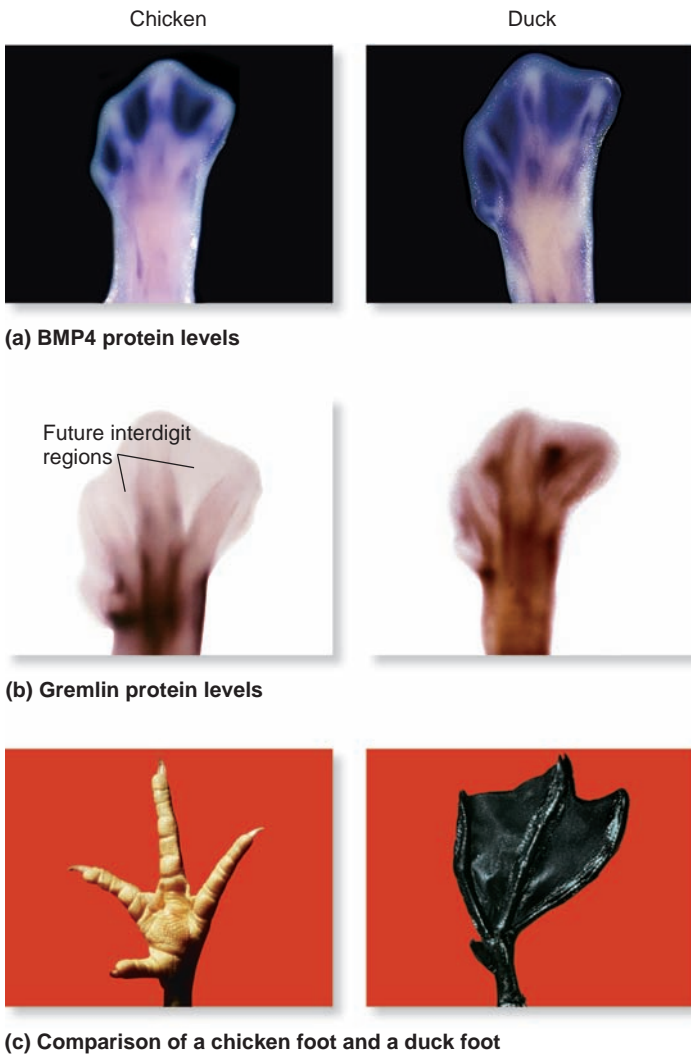 Chicken
Duck
(a) BMP4 protein levels
Future interdigit
regions
(b) Gremlin protein levels
(c) Comparison of a chicken foot and a duck foot